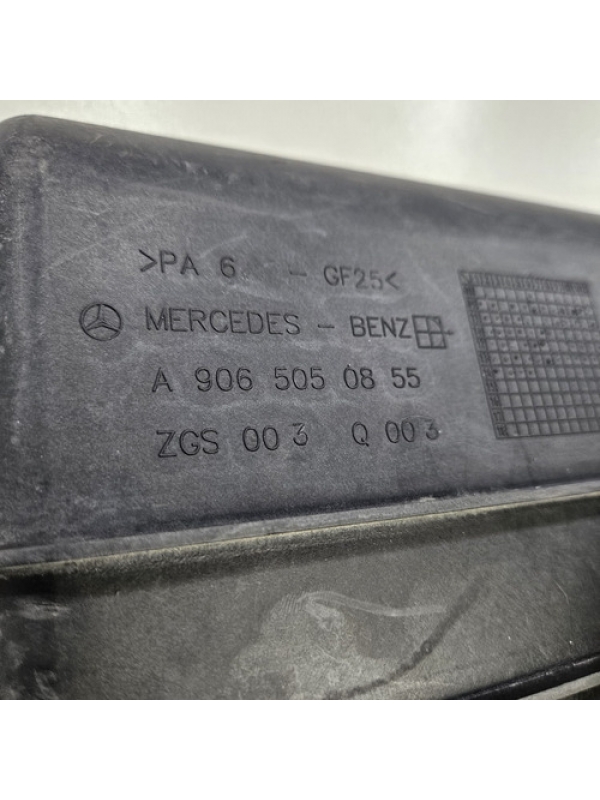 >PA 6 - GF25<
MERCEDES - BENZ
A 906 505 08 55
ZGS 003 Q 003